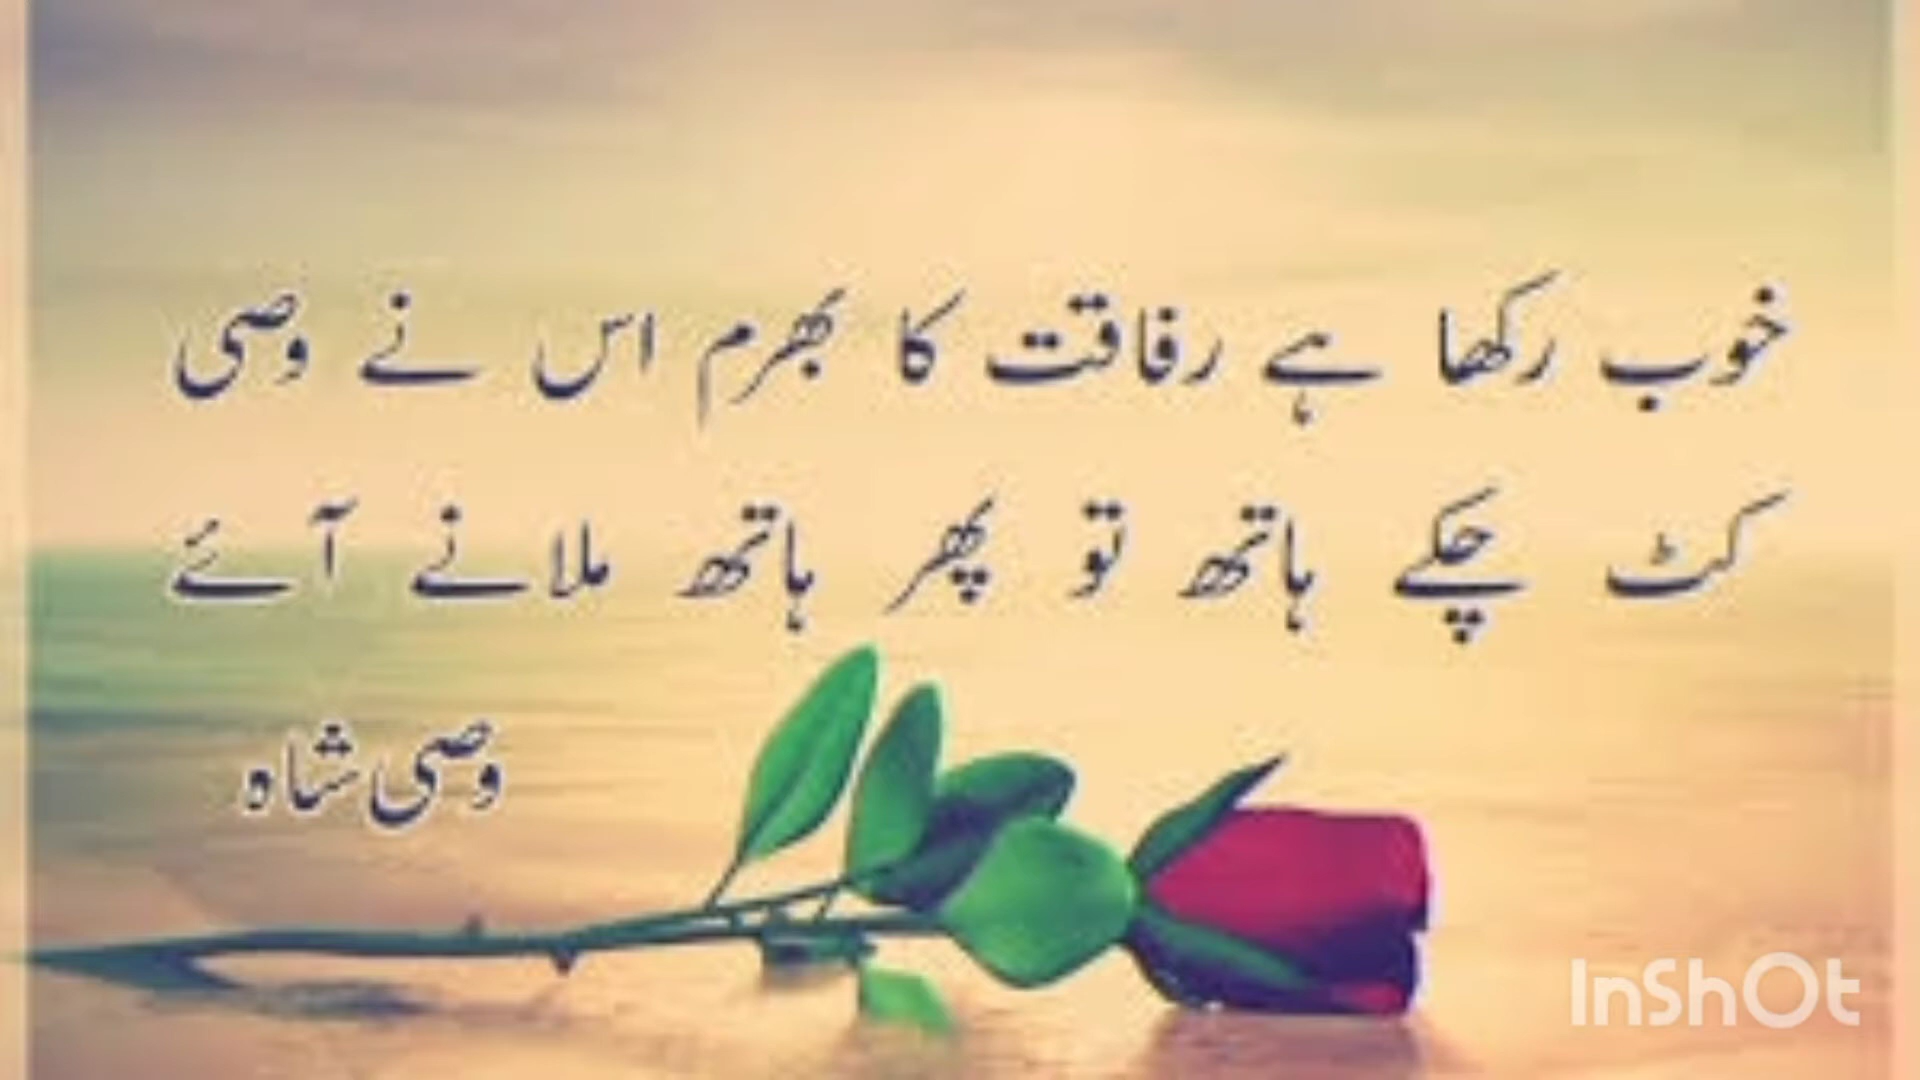 خوب رکھا ہے رفاقت کا بھرم اس نے وصی
کٹ چکے ہاتھ تو پھر ہاتھ ملانے آئے
وصی شاہ
InShOt